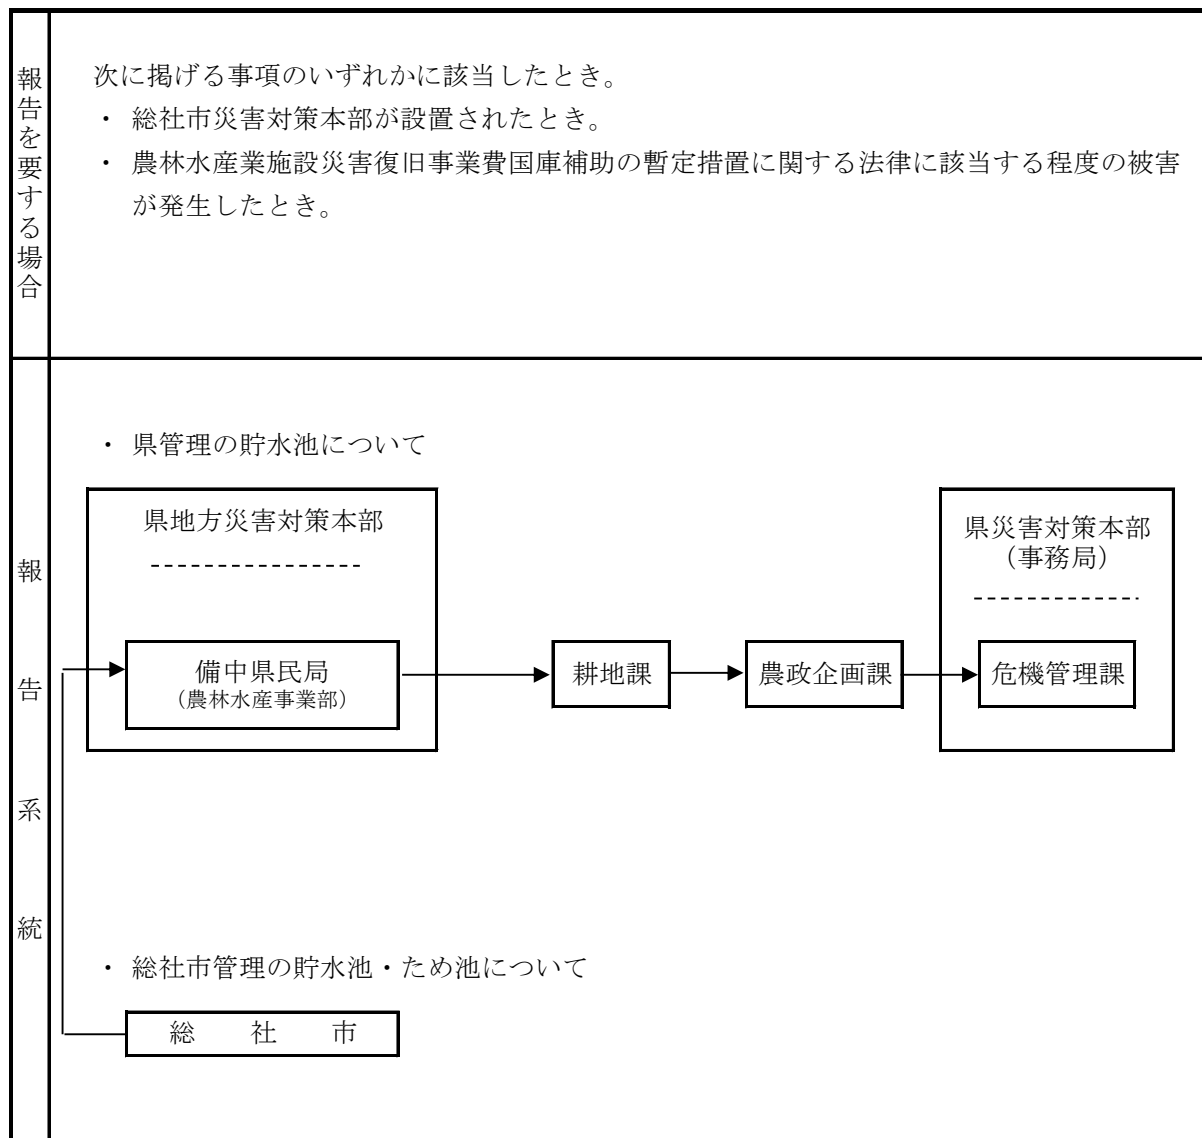 報告を要する場合
次に掲げる事項のいずれかに該当したとき。
・ 総社市災害対策本部が設置されたとき。
・ 農林水産業施設災害復旧事業費国庫補助の暫定措置に関する法律に該当する程度の被害
が発生したとき。
報告系統
・ 県管理の貯水池について
県地方災害対策本部
備中県民局
（農林水産事業部）
耕地課
農政企画課
県災害対策本部
（事務局）
危機管理課
・ 総社市管理の貯水池・ため池について
総 社 市